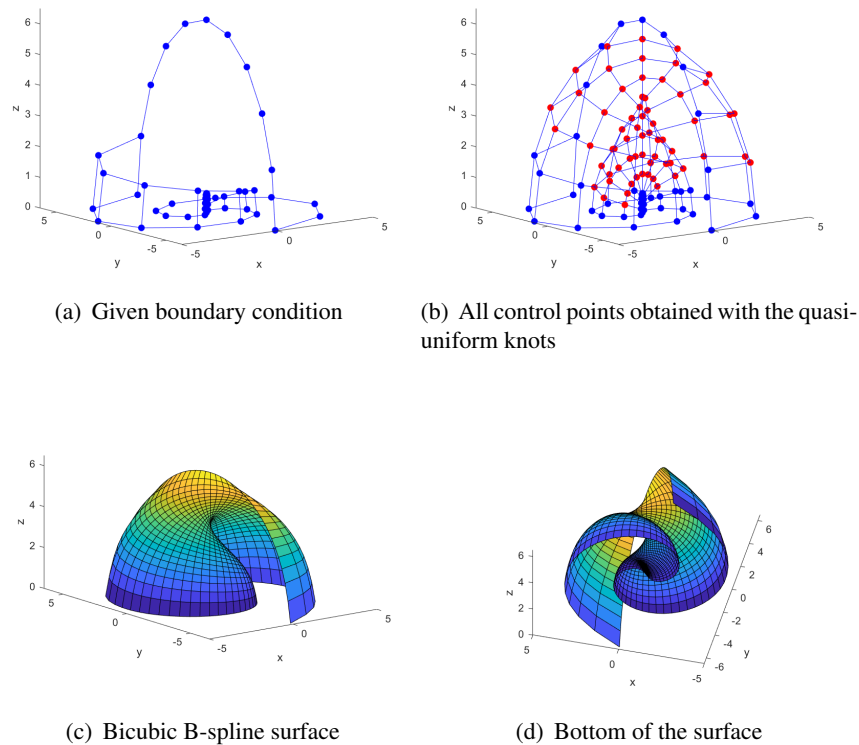 6
5
4
3
2
1
0
z
5
0
-5
y
-5
0
5
x
6
5
4
3
2
1
0
z
5
0
-5
y
-5
0
5
x
(a) Given boundary condition
(b) All control points obtained with the quasi-
uniform knots
6
4
2
0
z
5
0
-5
y
-5
0
5
x
6
4
2
0
z
5
0
-5
x
6
4
2
0
-2
-4
-6
y
(c) Bicubic B-spline surface
(d) Bottom of the surface